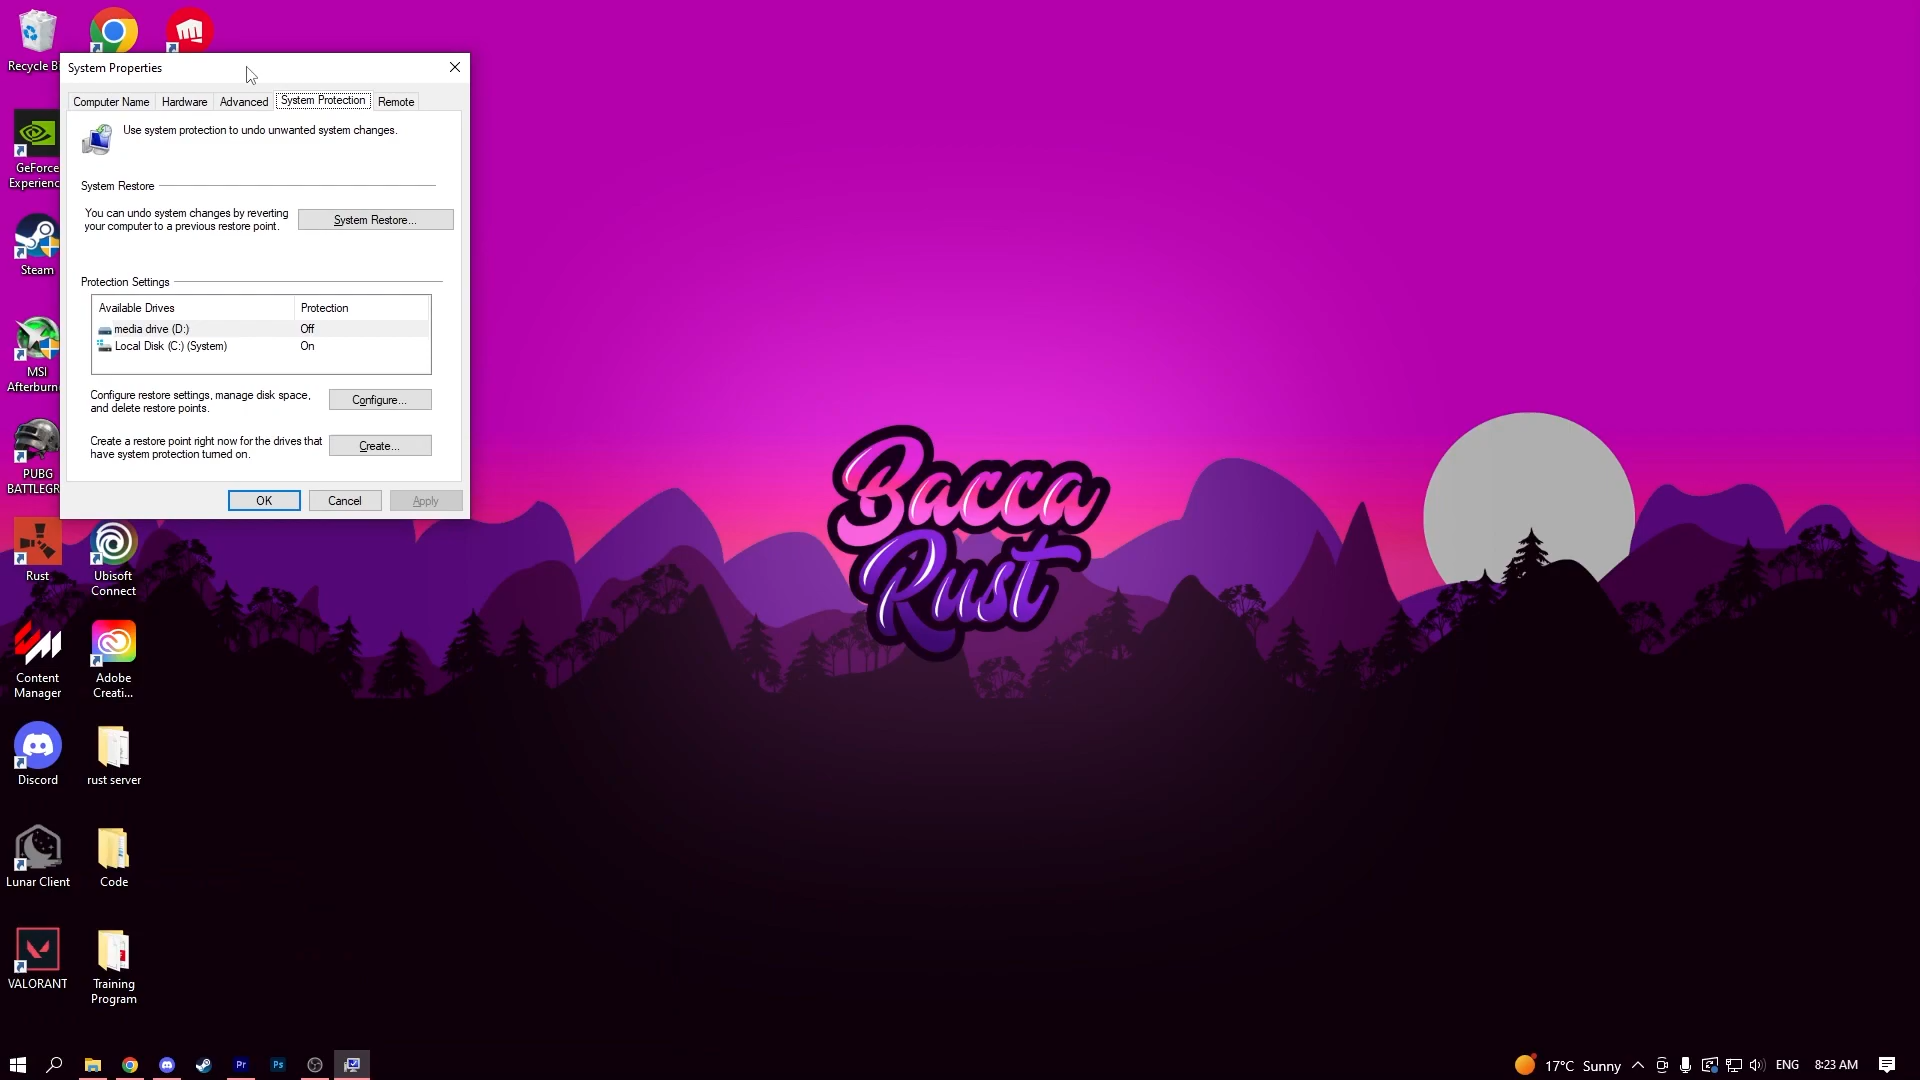 Recycle Bi
System Properties
Computer Name
Hardware
Advanced
System Protection
Remote
Use system protection to undo unwanted system changes.
System Restore
You can undo system changes by reverting
your computer to a previous restore point.
System Restore...
Protection Settings
Available Drives
Protection
media drive (D:)
Off
Local Disk (C:) (System)
On
Configure restore settings, manage disk space,
and delete restore points.
Configure...
Create a restore point right now for the drives that
have system protection turned on.
Create...
OK
Cancel
Apply
GeForce
Experienc
Steam
MSI
Afterburn
PUBG
BATTLEGR
Rust
Ubisoft
Connect
Content
Manager
Adobe
Creati...
Discord
rust server
Lunar Client
Code
VALORANT
Training
Program
Bacca
Rust
Pr
Ps
17°C Sunny
ENG
8:23 AM